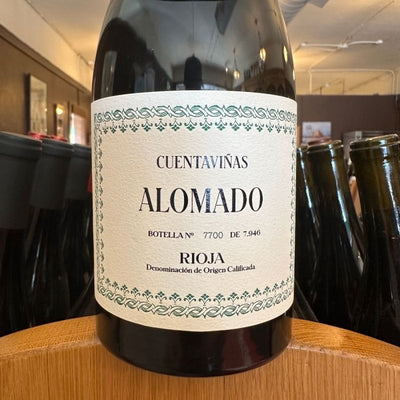 CUENTAVIÑAS
ALOMADO
BOTELLA Nº 7700 DE 7.946
RIOJA
Denominación de Origen Calificada